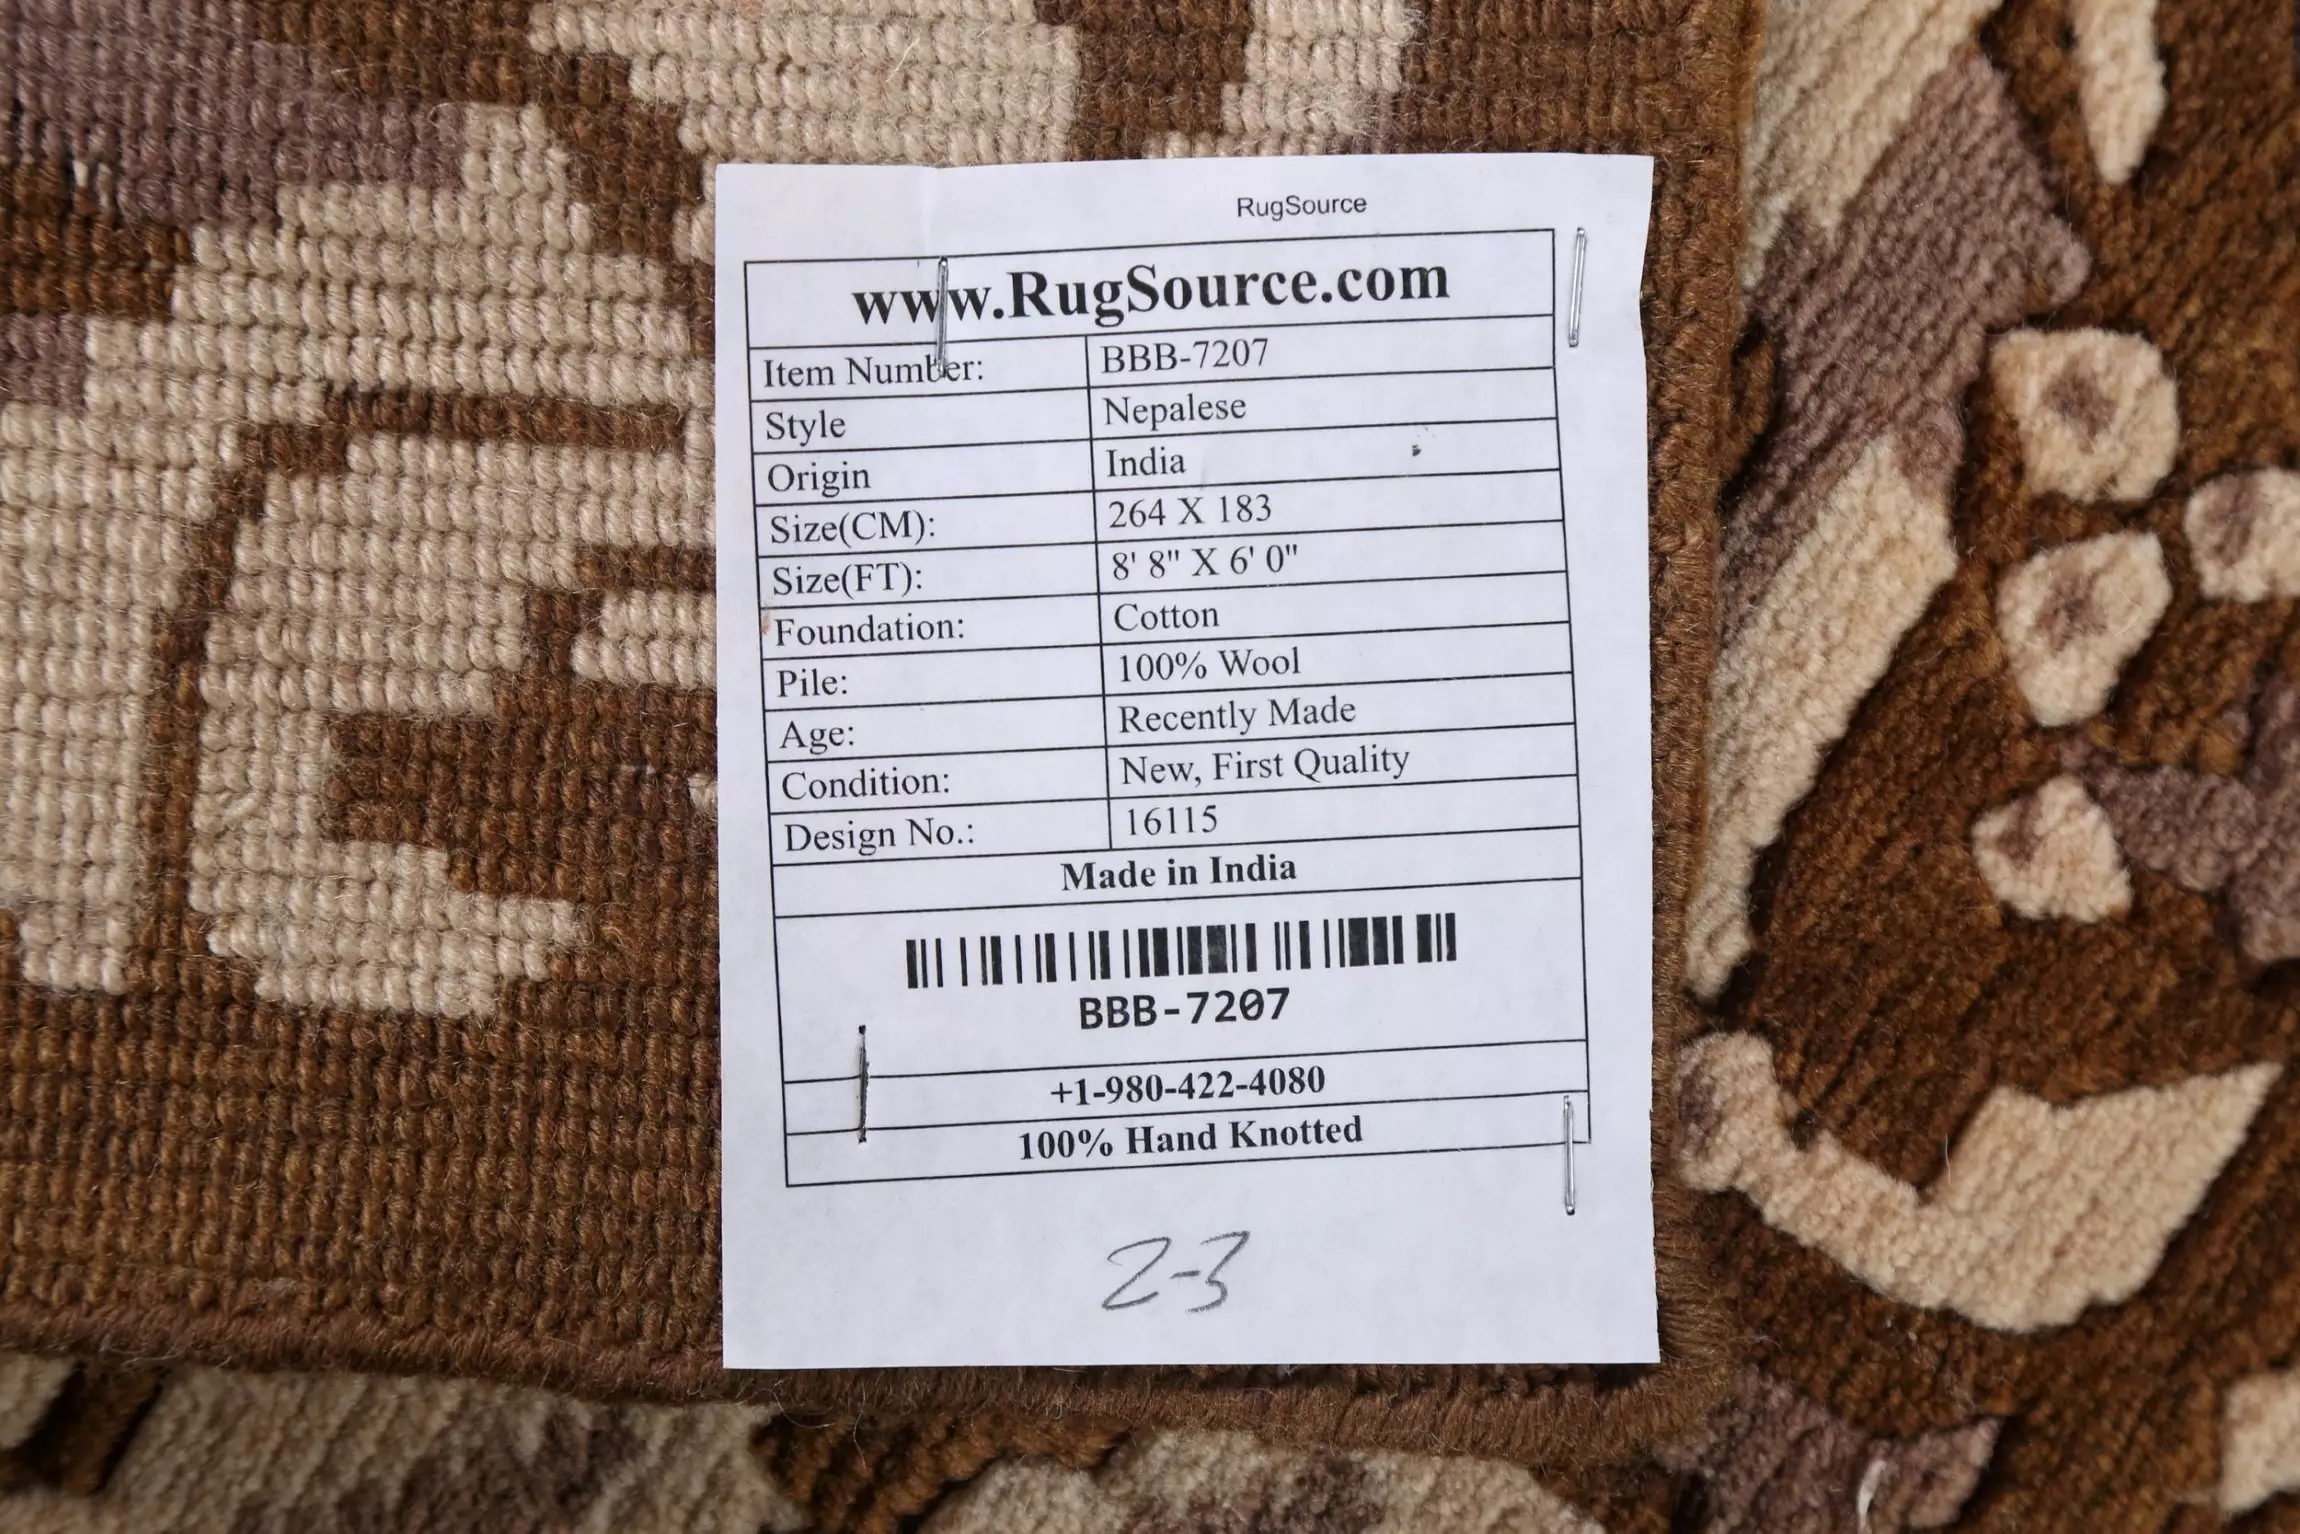 RugSource
www.RugSource.com
Item Number: BBB-7207
Style Nepalese
Origin India
Size(CM): 264 X 183
Size(FT): 8' 8" X 6' 0"
Foundation: Cotton
Pile: 100% Wool
Age: Recently Made
Condition: New, First Quality
Design No.: 16115
Made in India
BBB-7207
+1-980-422-4080
100% Hand Knotted
2-3